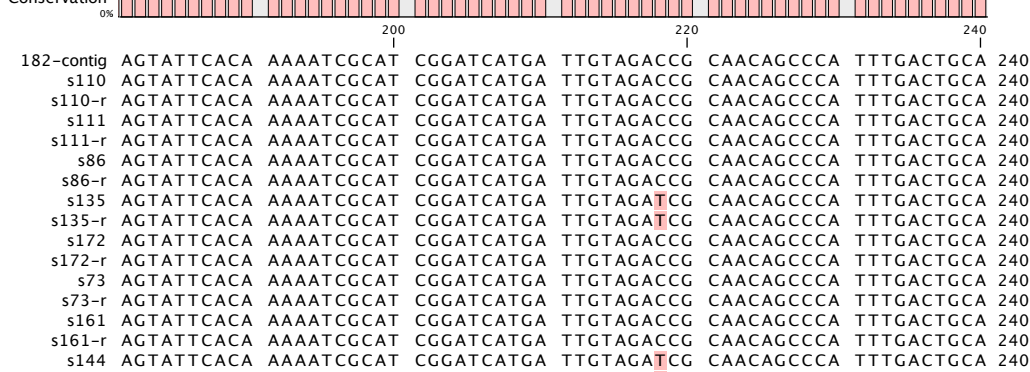 Conservation
0%
200 220 240
182-contig AGTATTCACA AAAATCGCAT CGGATCATGA TTGTAGACCG CAACAGCCCA TTTGACTGCA 240
s110 AGTATTCACA AAAATCGCAT CGGATCATGA TTGTAGACCG CAACAGCCCA TTTGACTGCA 240
s110-r AGTATTCACA AAAATCGCAT CGGATCATGA TTGTAGACCG CAACAGCCCA TTTGACTGCA 240
s111 AGTATTCACA AAAATCGCAT CGGATCATGA TTGTAGACCG CAACAGCCCA TTTGACTGCA 240
s111-r AGTATTCACA AAAATCGCAT CGGATCATGA TTGTAGACCG CAACAGCCCA TTTGACTGCA 240
s86 AGTATTCACA AAAATCGCAT CGGATCATGA TTGTAGACCG CAACAGCCCA TTTGACTGCA 240
s86-r AGTATTCACA AAAATCGCAT CGGATCATGA TTGTAGACCG CAACAGCCCA TTTGACTGCA 240
s135 AGTATTCACA AAAATCGCAT CGGATCATGA TTGTAGATCG CAACAGCCCA TTTGACTGCA 240
s135-r AGTATTCACA AAAATCGCAT CGGATCATGA TTGTAGATCG CAACAGCCCA TTTGACTGCA 240
s172 AGTATTCACA AAAATCGCAT CGGATCATGA TTGTAGACCG CAACAGCCCA TTTGACTGCA 240
s172-r AGTATTCACA AAAATCGCAT CGGATCATGA TTGTAGACCG CAACAGCCCA TTTGACTGCA 240
s73 AGTATTCACA AAAATCGCAT CGGATCATGA TTGTAGACCG CAACAGCCCA TTTGACTGCA 240
s73-r AGTATTCACA AAAATCGCAT CGGATCATGA TTGTAGACCG CAACAGCCCA TTTGACTGCA 240
s161 AGTATTCACA AAAATCGCAT CGGATCATGA TTGTAGACCG CAACAGCCCA TTTGACTGCA 240
s161-r AGTATTCACA AAAATCGCAT CGGATCATGA TTGTAGACCG CAACAGCCCA TTTGACTGCA 240
s144 AGTATTCACA AAAATCGCAT CGGATCATGA TTGTAGATCG CAACAGCCCA TTTGACTGCA 240